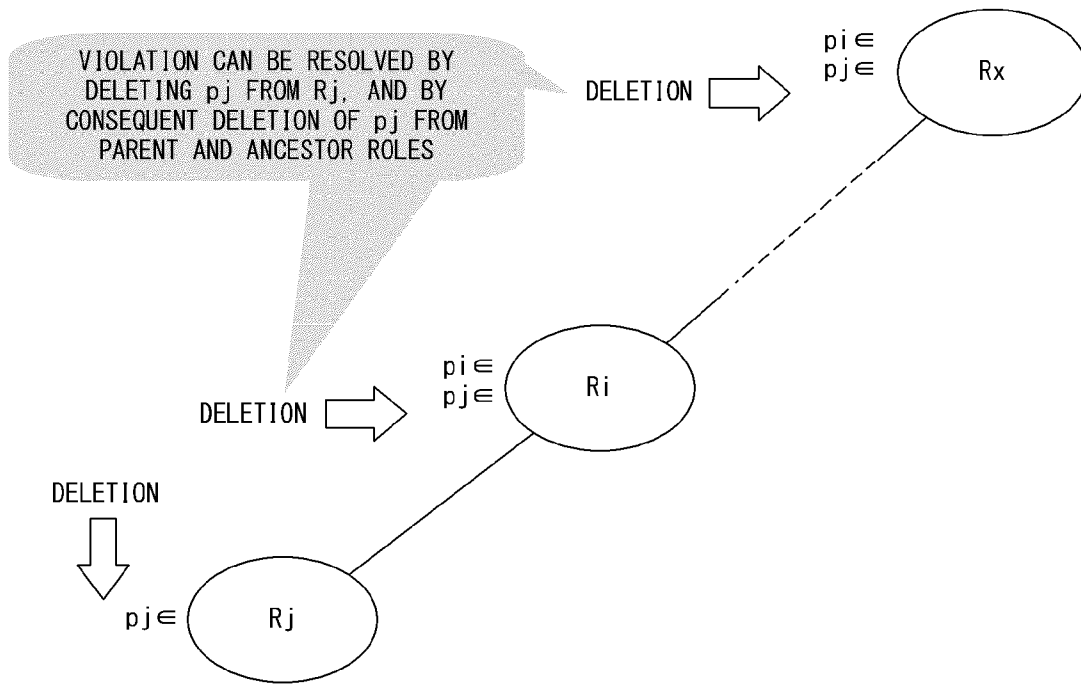 VIOLATION CAN BE RESOLVED BY
DELETING pj FROM Rj, AND BY
CONSEQUENT DELETION OF pj FROM
PARENT AND ANCESTOR ROLES
DELETION
pi∈
pj∈
Rx
DELETION
pi∈
pj∈
Ri
DELETION
pj∈
Rj